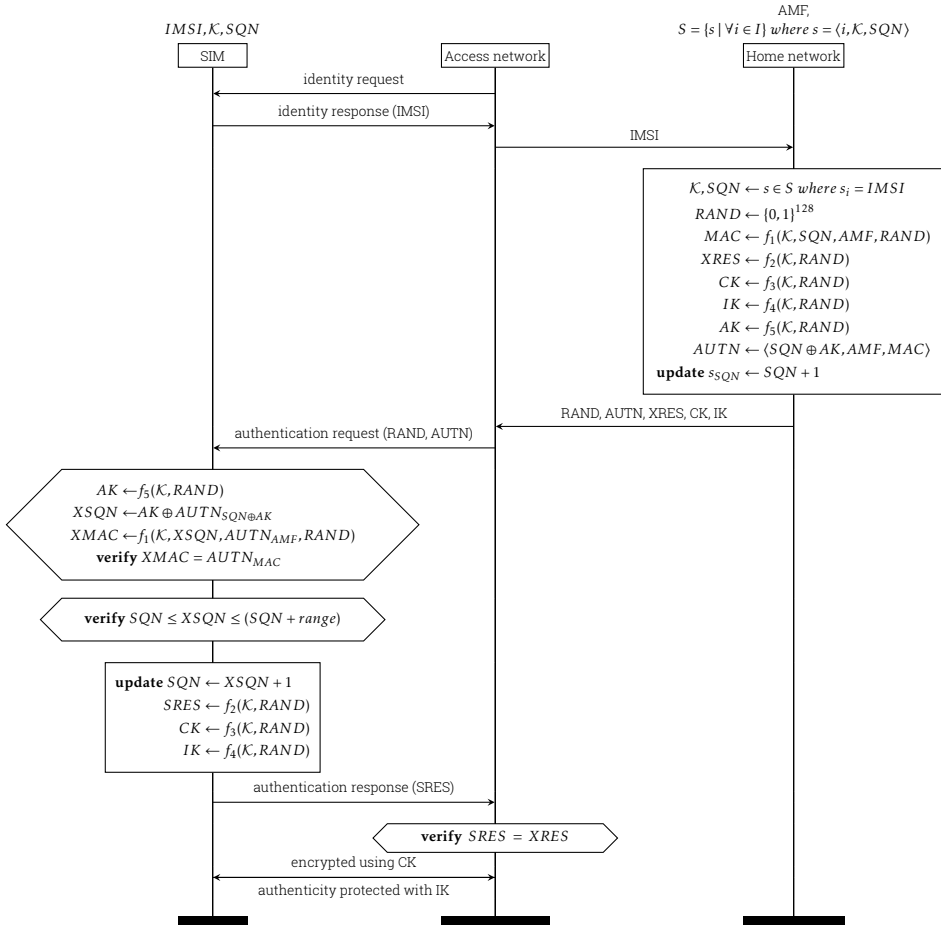 AMF,
IMSI, K, SQN
S = {s | ∀i ∈ I} where s = ⟨i, K, SQN⟩
SIM
Access network
Home network
identity request
identity response (IMSI)
IMSI
K, SQN ← s ∈ S where s_i = IMSI
RAND ← {0, 1}^128
MAC ← f_1(K, SQN, AMF, RAND)
XRES ← f_2(K, RAND)
CK ← f_3(K, RAND)
IK ← f_4(K, RAND)
AK ← f_5(K, RAND)
AUTN ← ⟨SQN ⊕ AK, AMF, MAC⟩
update s_SQN ← SQN + 1
RAND, AUTN, XRES, CK, IK
authentication request (RAND, AUTN)
AK ← f_5(K, RAND)
XSQN ← AK ⊕ AUTN_SQN⊕AK
XMAC ← f_1(K, XSQN, AUTN_AMF, RAND)
verify XMAC = AUTN_MAC
verify SQN ≤ XSQN ≤ (SQN + range)
update SQN ← XSQN + 1
SRES ← f_2(K, RAND)
CK ← f_3(K, RAND)
IK ← f_4(K, RAND)
authentication response (SRES)
verify SRES = XRES
encrypted using CK
authenticity protected with IK